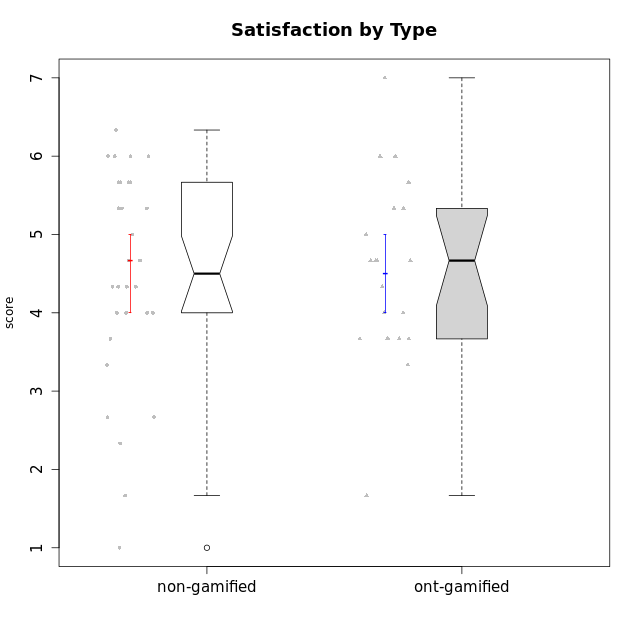 Satisfaction by Type
7
6
5
4
3
2
1
score
non-gamified
ont-gamified